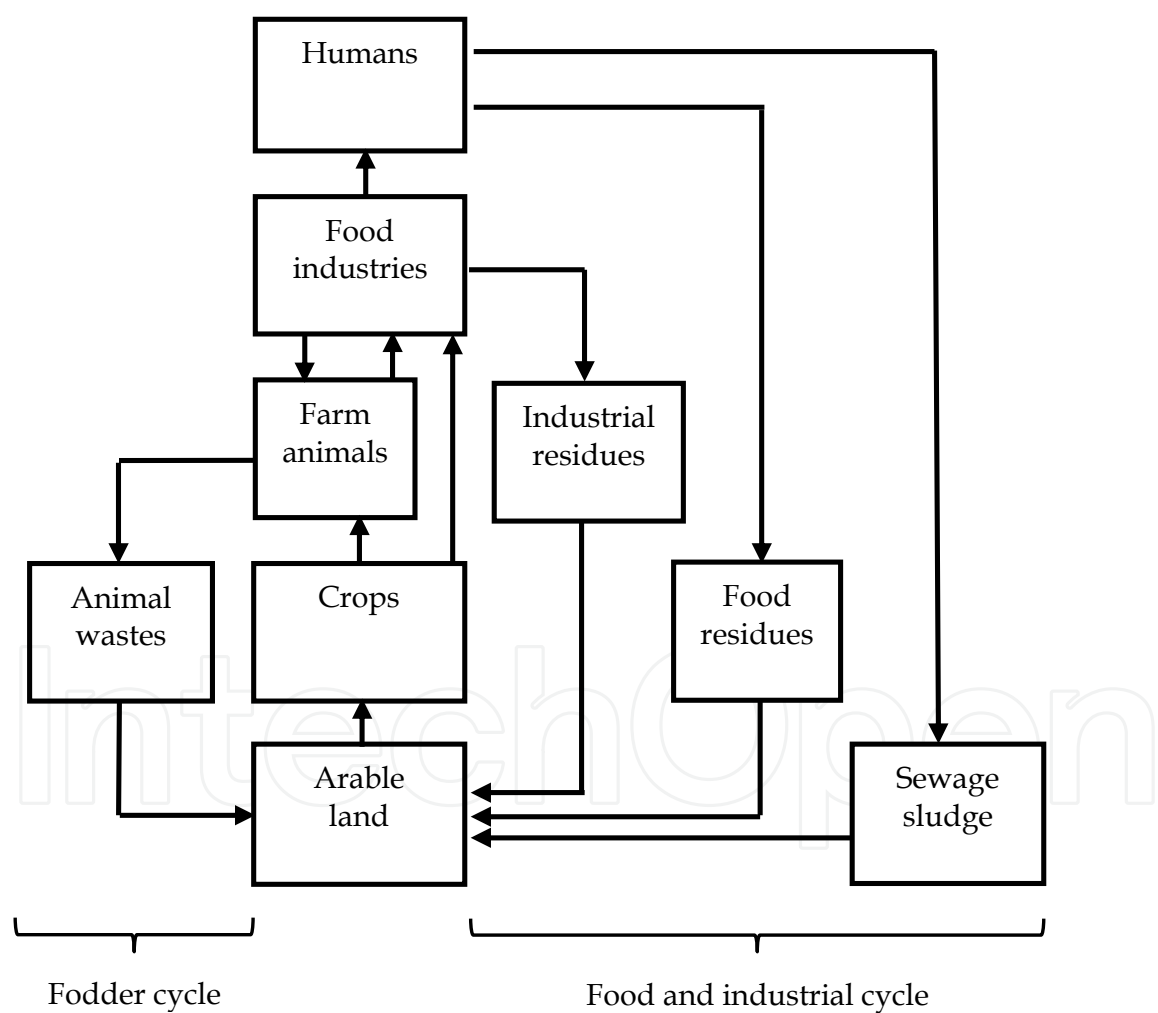 Humans
Food
industries
Farm
animals
Industrial
residues
Animal
wastes
Crops
Food
residues
Arable
land
Sewage
sludge
IntechOpen
Fodder cycle
Food and industrial cycle